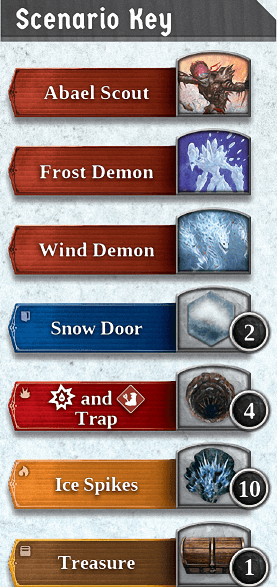 Scenario Key
Abael Scout
Frost Demon
Wind Demon
Snow Door
2
and
Trap
4
Ice Spikes
10
Treasure
1